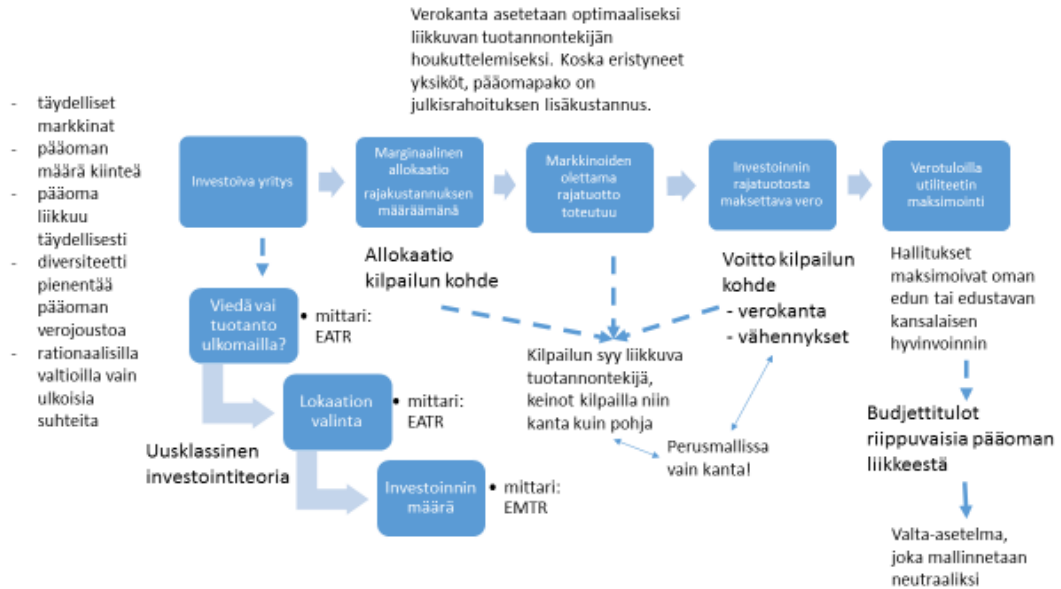 Verokanta asetetaan optimaaliseksi
liikkuvan tuotannontekijän
houkuttelemiseksi. Koska eristyneet
yksiköt, pääomapako on
julkisrahoituksen lisäkustannus.
- täydelliset
markkinat
- pääoman
määrä kiinteä
- pääoma
liikkuu
täydellisesti
- diversiteetti
pienentää
pääoman
verojoustoa
- rationaalisilla
valtioilla vain
ulkoisia
suhteita
Investoiva yritys
Marginaalinen
allokaatio
rajakustannuksen
määräämänä
Markkinoiden
olettama
rajatuotto
toteutuu
Investoinnin
rajatuotosta
maksettava vero
Verotuloilla
utiliteetin
maksimointi
Allokaatio
kilpailun kohde
Voitto kilpailun
kohde
- verokanta
- vähennykset
Hallitukset
maksimoivat oman
edun tai edustavan
kansalaisen
hyvinvoinnin
Viedä vai
tuotanto
ulkomailla?
• mittari:
EATR
Kilpailun syy liikkuva
tuotannontekijä,
keinot kilpailla niin
kanta kuin pohja
Lokaation
valinta
• mittari:
EATR
Perusmallissa
vain kanta!
Budjettitulot
riippuvaisia pääoman
liikkeestä
Uusklassinen
investointiteoria
Investoinnin
määrä
• mittari:
EMTR
Valta-asetelma,
joka mallinnetaan
neutraaliksi